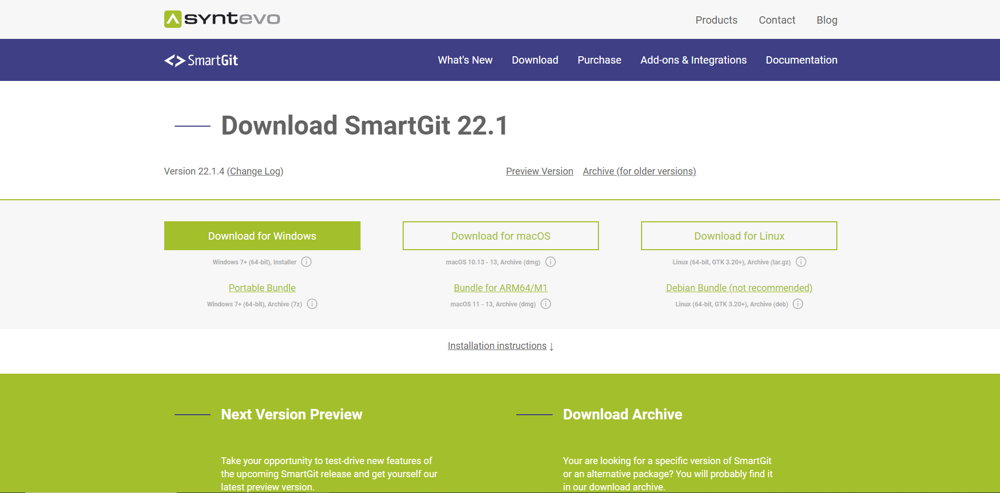 syntevo
Products Contact Blog
SmartGit
What's New Download Purchase Add-ons & Integrations Documentation
Download SmartGit 22.1
Version 22.1.4 (Change Log)
Preview Version Archive (for older versions)
Download for Windows
Windows 7+ (64-bit), Installer
Portable Bundle
Windows 7+ (64-bit), Archive (7z)
Download for macOS
macOS 10.13 - 13, Archive (dmg)
Bundle for ARM64/M1
macOS 11 - 13, Archive (dmg)
Download for Linux
Linux (64-bit, GTK 3.20+), Archive (tar.gz)
Debian Bundle (not recommended)
Linux (64-bit, GTK 3.20+), Archive (deb)
Installation instructions ↓
Next Version Preview
Take your opportunity to test-drive new features of
the upcoming SmartGit release and get yourself our
latest preview version.
Download Archive
Your are looking for a specific version of SmartGit
or an alternative package? You will probably find it
in our download archive.